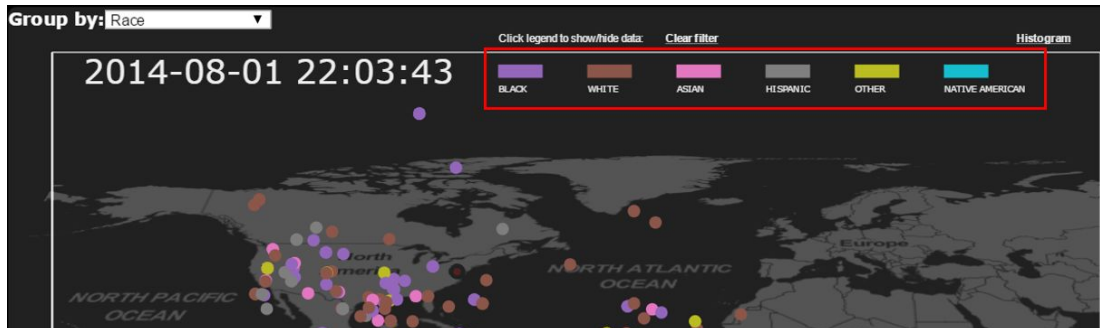 Group by: Race
Click legend to show/hide data: Clear filter Histogram
2014-08-01 22:03:43
BLACK WHITE ASIAN HISPANIC OTHER NATIVE AMERICAN
Europe
North
America
NORTH ATLANTIC
OCEAN
NORTH PACIFIC
OCEAN